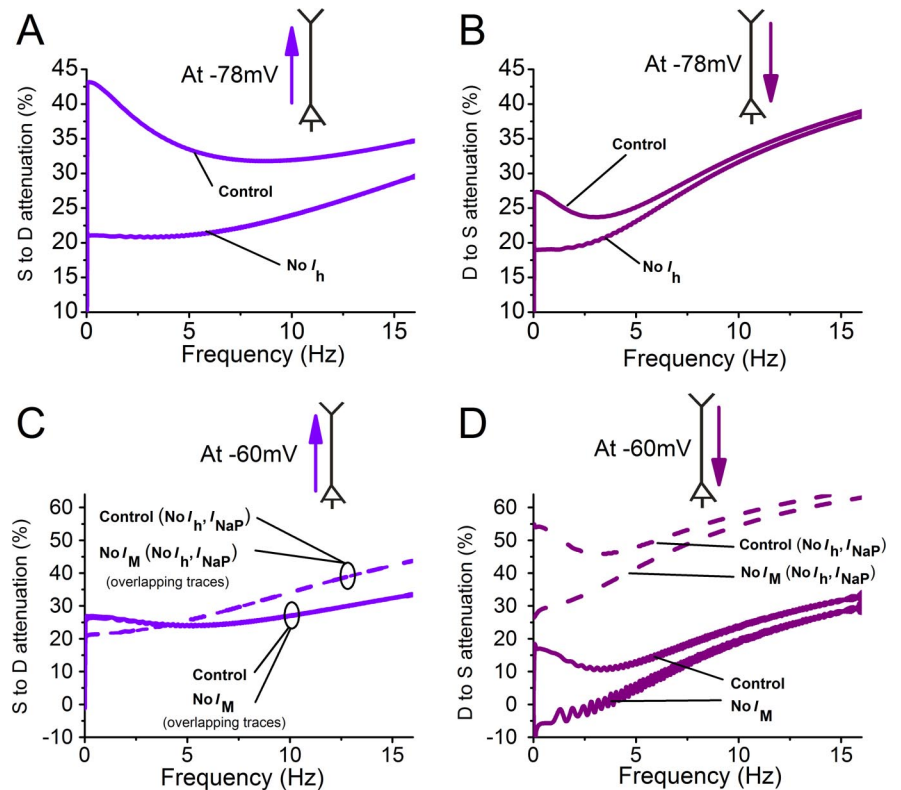 A
At -78mV
S to D attenuation (%)
45
40
35
30
25
20
15
10
Control
No Ih
0
5
10
15
Frequency (Hz)
B
At -78mV
D to S attenuation (%)
45
40
35
30
25
20
15
10
Control
No Ih
0
5
10
15
Frequency (Hz)
C
At -60mV
S to D attenuation (%)
60
50
40
30
20
10
0
-10
Control (No Ih, INaP)
No IM (No Ih, INaP)
(overlapping traces)
Control
No IM
(overlapping traces)
0
5
10
15
Frequency (Hz)
D
At -60mV
D to S attenuation (%)
60
50
40
30
20
10
0
-10
Control (No Ih, INaP)
No IM (No Ih, INaP)
Control
No IM
0
5
10
15
Frequency (Hz)